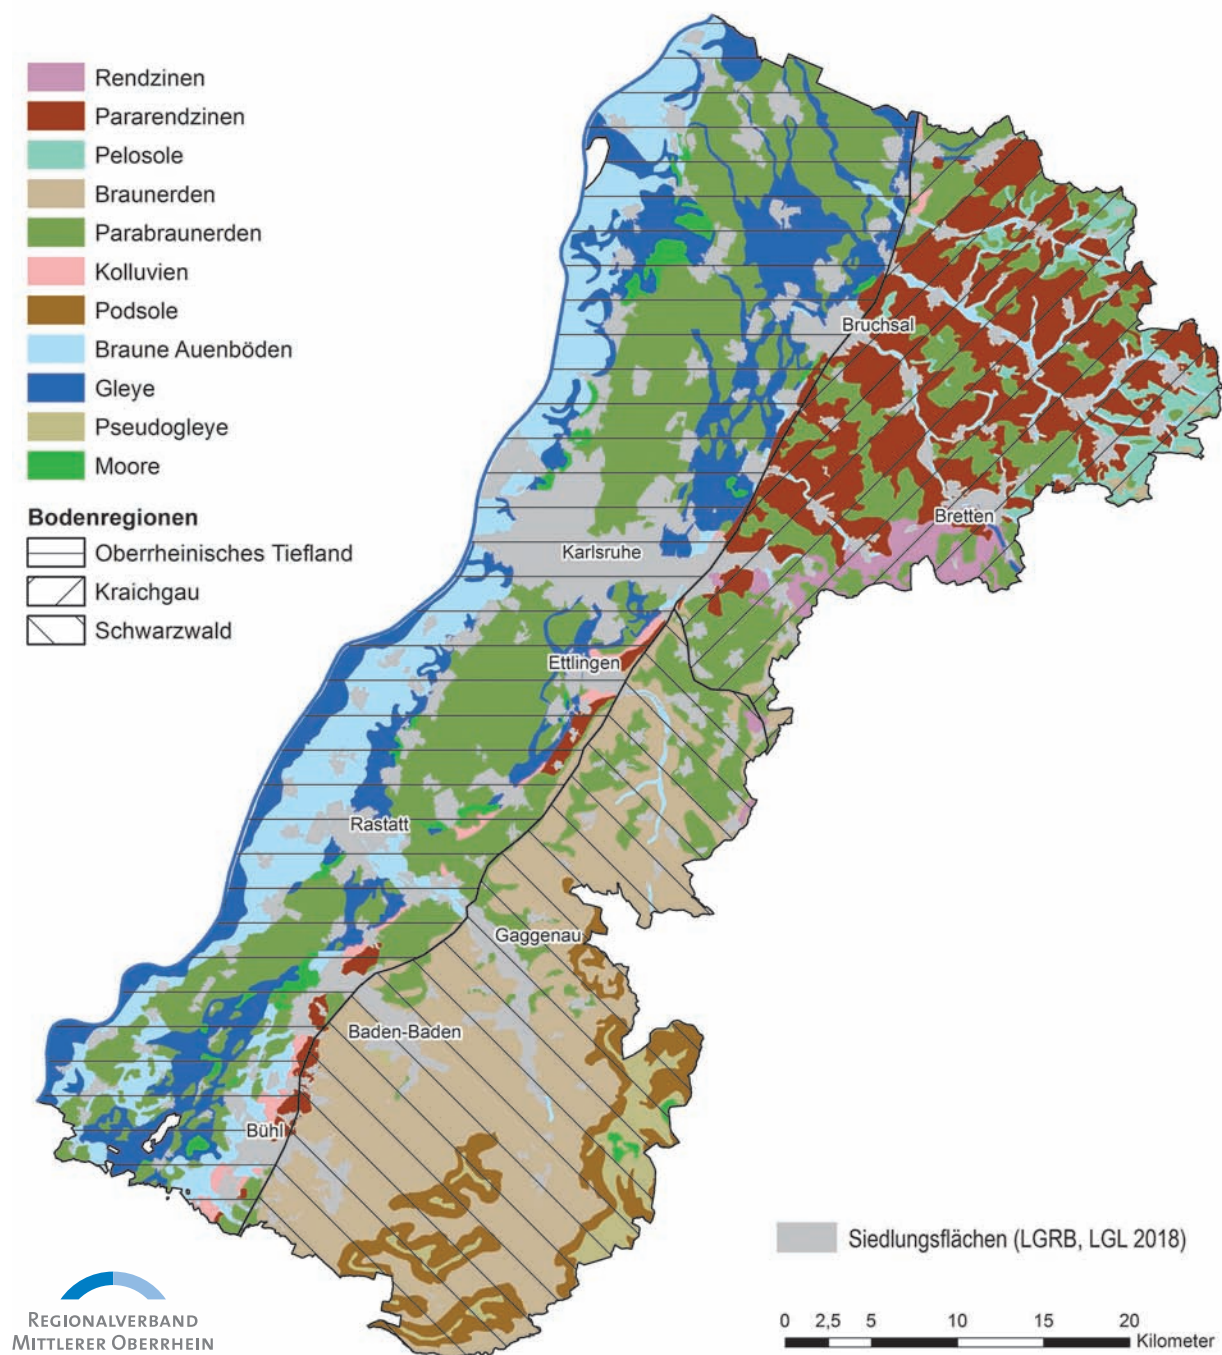 Rendzinen
Pararendzinen
Pelosole
Braunerden
Parabraunerden
Kolluvien
Podsole
Braune Auenböden
Gleye
Pseudogleye
Moore
Bodenregionen
Oberrheinisches Tiefland
Kraichgau
Schwarzwald
Bruchsal
Bretten
Karlsruhe
Ettlingen
Rastatt
Gaggenau
Baden-Baden
Bühl
Siedlungsflächen (LGRB, LGL 2018)
REGIONALVERBAND
MITTLERER OBERRHEIN
0 2,5 5 10 15 20
Kilometer